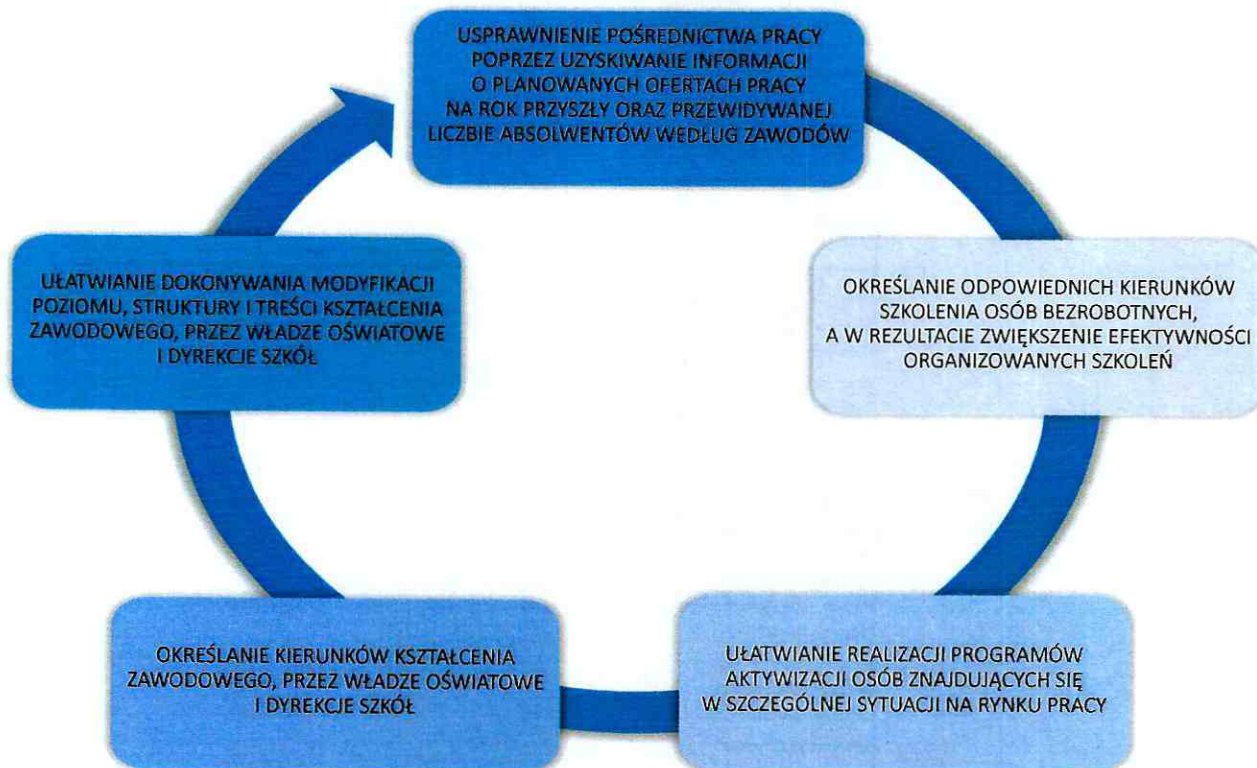 USPRAWNIENIE POŚREDNICTWA PRACY
POPRZEZ UZYSKIWANIE INFORMACJI
O PLANOWANYCH OFERTACH PRACY
NA ROK PRZYSZŁY ORAZ PRZEWIDYWANEJ
LICZBIE ABSOLWENTÓW WEDŁUG ZAWODÓW
OKREŚLANIE ODPOWIEDNICH KIERUNKÓW
SZKOLENIA OSÓB BEZROBOTNYCH,
A W REZULTACIE ZWIĘKSZENIE EFEKTYWNOŚCI
ORGANIZOWANYCH SZKOLEŃ
UŁATWIANIE REALIZACJI PROGRAMÓW
AKTYWIZACJI OSÓB ZNAJDUJĄCYCH SIĘ
W SZCZEGÓLNEJ SYTUACJI NA RYNKU PRACY
OKREŚLANIE KIERUNKÓW KSZTAŁCENIA
ZAWODOWEGO, PRZEZ WŁADZE OŚWIATOWE
I DYREKCJE SZKÓŁ
UŁATWIANIE DOKONYWANIA MODYFIKACJI
POZIOMU, STRUKTURY I TREŚCI KSZTAŁCENIA
ZAWODOWEGO, PRZEZ WŁADZE OŚWIATOWE
I DYREKCJE SZKÓŁ